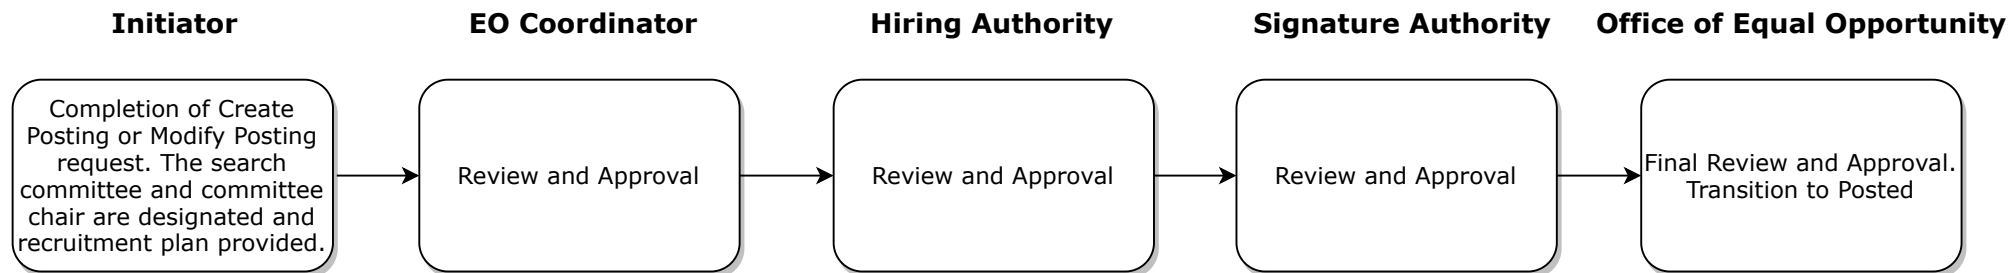 Initiator
EO Coordinator
Hiring Authority
Signature Authority
Office of Equal Opportunity
Completion of Create
Posting or Modify Posting
request. The search
committee and committee
chair are designated and
recruitment plan provided.
Review and Approval
Review and Approval
Review and Approval
Final Review and Approval.
Transition to Posted